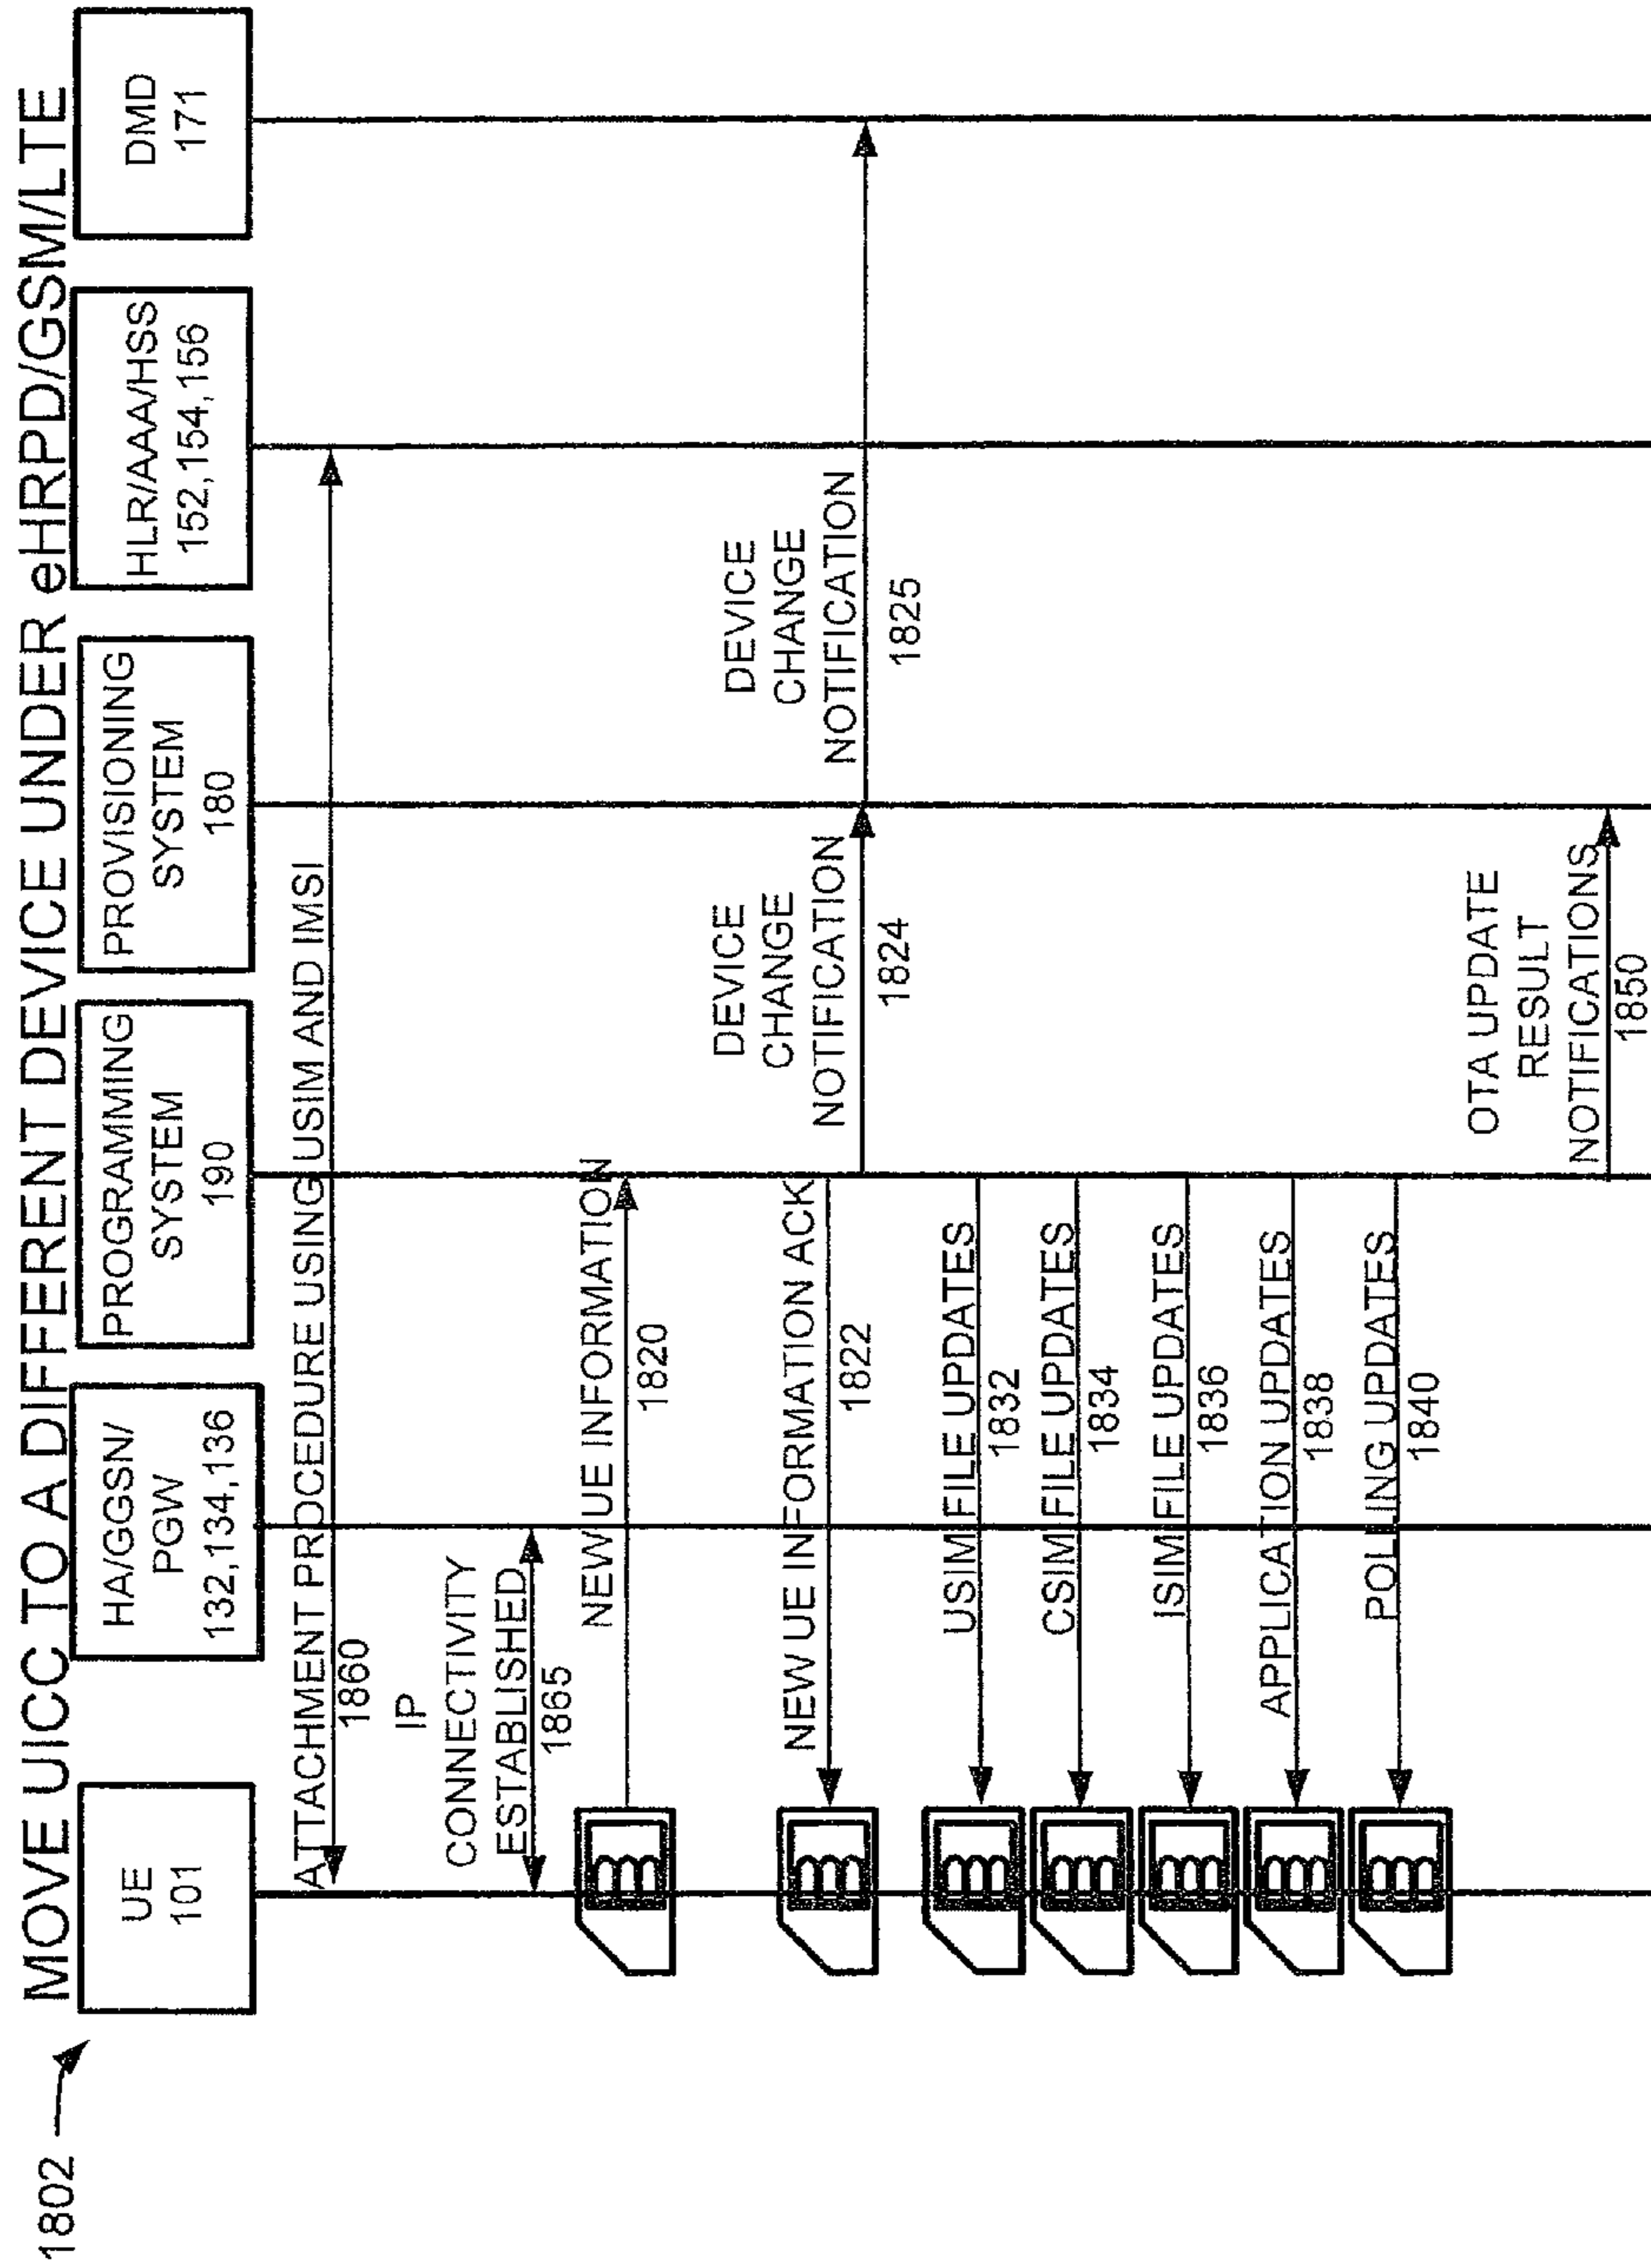 1802
MOVE UICC TO A DIFFERENT DEVICE UNDER eHRPD/GSM/LTE
UE
101
HA/GGSN/
PGW
132,134,136
PROGRAMMING
SYSTEM
190
PROVISIONING
SYSTEM
180
HLR/AAA/HSS
152,154,156
DMD
171
ATTACHMENT PROCEDURE USING USIM AND IMSI
1860
IP
CONNECTIVITY
ESTABLISHED
1865
NEW UE INFORMATION
1820
NEW UE INFORMATION ACK
1822
DEVICE
CHANGE
NOTIFICATION
1824
DEVICE
CHANGE
NOTIFICATION
1825
USIM FILE UPDATES
1832
CSIM FILE UPDATES
1834
ISIM FILE UPDATES
1836
APPLICATION UPDATES
1838
POLLING UPDATES
1840
OTA UPDATE
RESULT
NOTIFICATIONS
1850